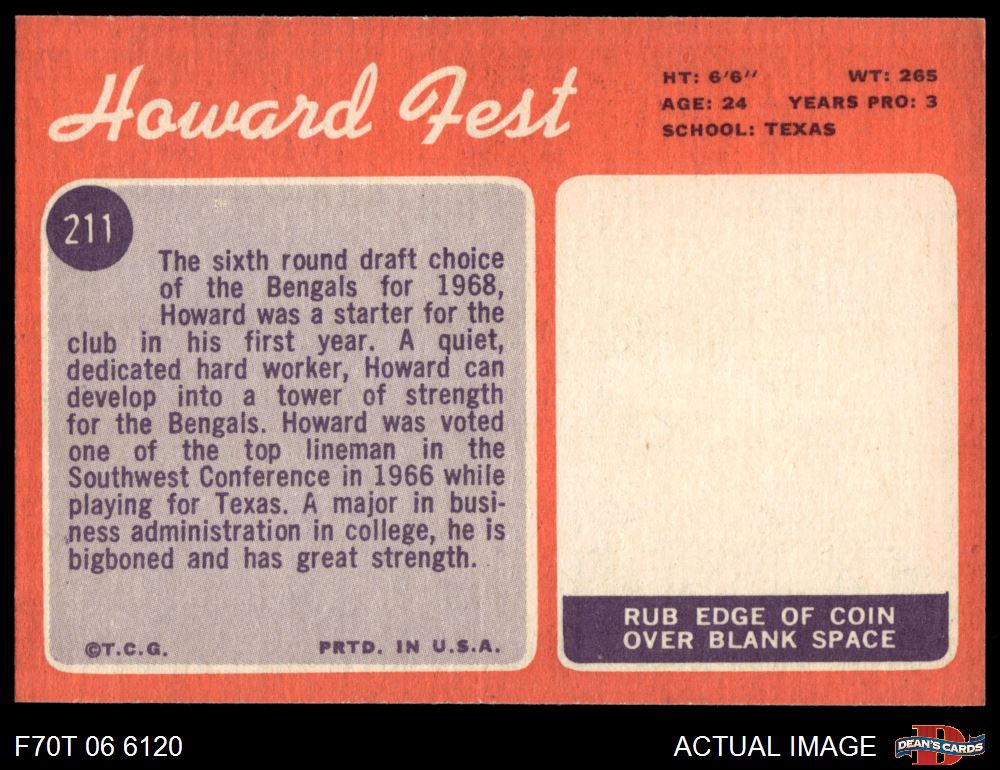 Howard Fest
HT: 6'6" WT: 265
AGE: 24 YEARS PRO: 3
SCHOOL: TEXAS
211
The sixth round draft choice
of the Bengals for 1968,
Howard was a starter for the
club in his first year. A quiet,
dedicated hard worker, Howard can
develop into a tower of strength
for the Bengals. Howard was voted
one of the top lineman in the
Southwest Conference in 1966 while
playing for Texas. A major in busi-
ness administration in college, he is
bigboned and has great strength.
©T.C.G. PRTD. IN U.S.A.
RUB EDGE OF COIN
OVER BLANK SPACE
F70T 06 6120
ACTUAL IMAGE
D
DEAN'S CARDS